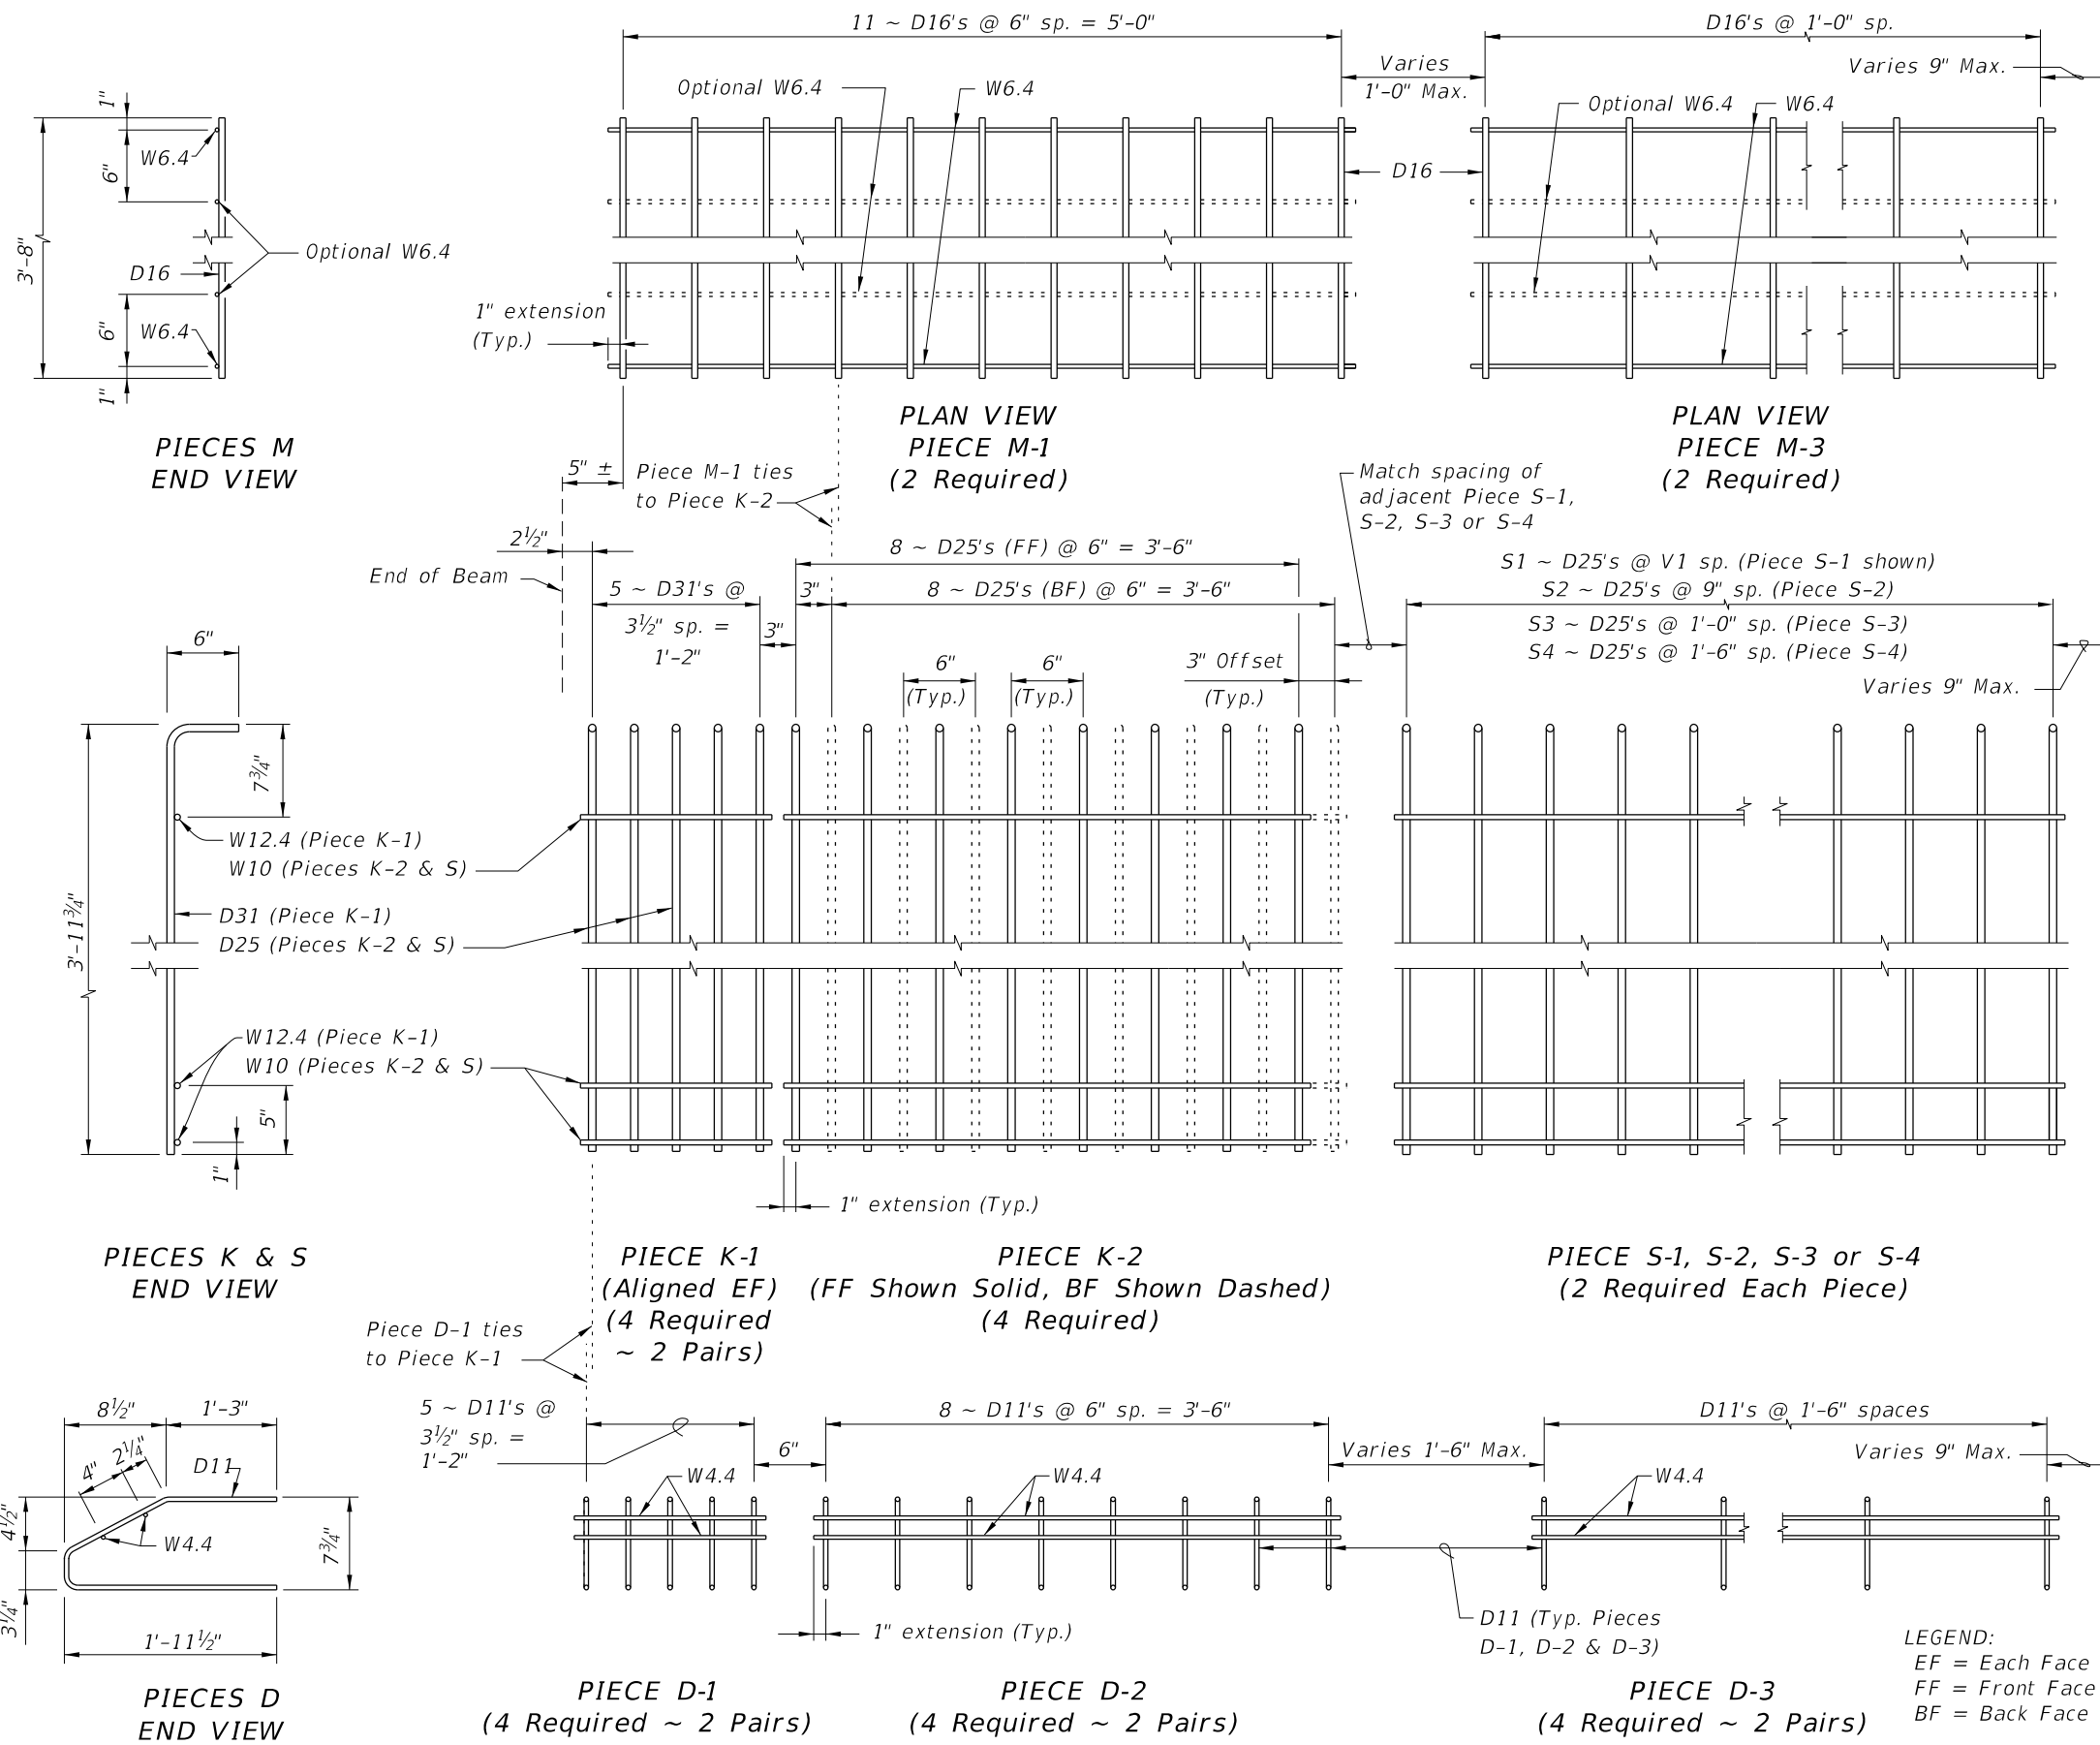 11 ~ D16's @ 6" sp. = 5'-0"
D16's @ 1'-0" sp.
Varies
1'-0" Max.
Varies 9" Max.
Optional W6.4
W6.4
Optional W6.4
W6.4
1"
W6.4
6"
3'-8"
Optional W6.4
D16
D16
6"
W6.4
1"
1" extension
(Typ.)
PIECES M
END VIEW
PLAN VIEW
PIECE M-1
(2 Required)
PLAN VIEW
PIECE M-3
(2 Required)
5" ±
Piece M-1 ties
to Piece K-2
Match spacing of
adjacent Piece S-1,
S-2, S-3 or S-4
2½"
End of Beam
8 ~ D25's (FF) @ 6" = 3'-6"
5 ~ D31's @
3½" sp. =
1'-2"
3"
8 ~ D25's (BF) @ 6" = 3'-6"
3"
6"
(Typ.)
6"
(Typ.)
3" Offset
(Typ.)
S1 ~ D25's @ V1 sp. (Piece S-1 shown)
S2 ~ D25's @ 9" sp. (Piece S-2)
S3 ~ D25's @ 1'-0" sp. (Piece S-3)
S4 ~ D25's @ 1'-6" sp. (Piece S-4)
Varies 9" Max.
6"
7¾"
W12.4 (Piece K-1)
W10 (Pieces K-2 & S)
3'-11¾"
D31 (Piece K-1)
D25 (Pieces K-2 & S)
W12.4 (Piece K-1)
W10 (Pieces K-2 & S)
5"
1"
1" extension (Typ.)
PIECES K & S
END VIEW
PIECE K-1
(Aligned EF)
(4 Required
~ 2 Pairs)
PIECE K-2
(FF Shown Solid, BF Shown Dashed)
(4 Required)
PIECE S-1, S-2, S-3 or S-4
(2 Required Each Piece)
Piece D-1 ties
to Piece K-1
8½"
1'-3"
4"
2¼"
D11
4½"
W4.4
7¾"
3¼"
1'-11½"
5 ~ D11's @
3½" sp. =
1'-2"
6"
W4.4
8 ~ D11's @ 6" sp. = 3'-6"
W4.4
Varies 1'-6" Max.
D11's @ 1'-6" spaces
Varies 9" Max.
W4.4
1" extension (Typ.)
D11 (Typ. Pieces
D-1, D-2 & D-3)
PIECES D
END VIEW
PIECE D-1
(4 Required ~ 2 Pairs)
PIECE D-2
(4 Required ~ 2 Pairs)
PIECE D-3
(4 Required ~ 2 Pairs)
LEGEND:
EF = Each Face
FF = Front Face
BF = Back Face